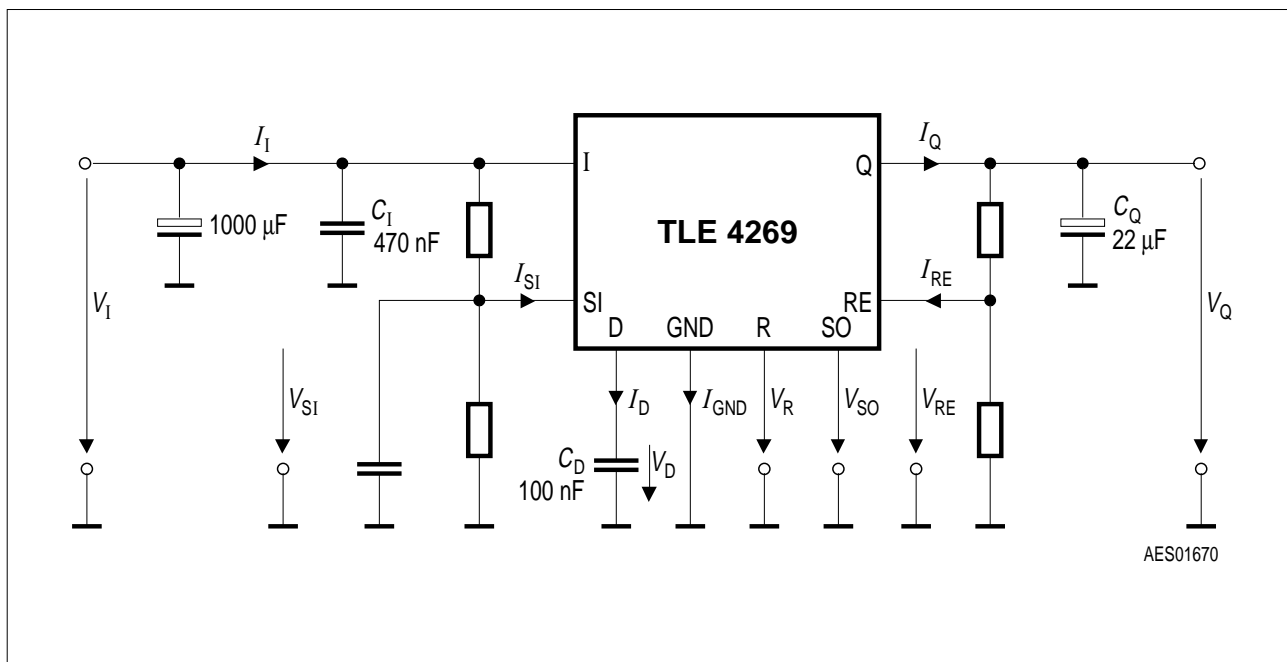 I_I
I_Q
I
Q
1000 µF
C_I
470 nF
TLE 4269
C_Q
22 µF
I_SI
I_RE
SI
RE
V_I
V_Q
D
GND
R
SO
V_SI
I_D
I_GND
V_R
V_SO
V_RE
C_D
100 nF
V_D
AES01670